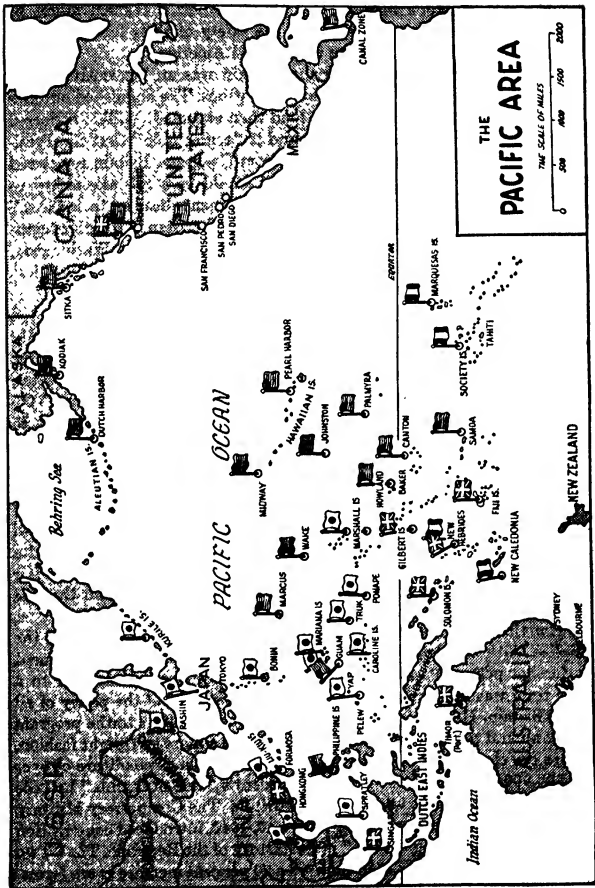 CANADA
UNITED
STATES
MEXICO
CANAL ZONE
SITKA
KODIAK
DUTCH HARBOR
ALEUTIAN IS.
Behring Sea
SAN FRANCISCO
SAN PEDRO
SAN DIEGO
PACIFIC OCEAN
MIDWAY
PEARL HARBOR
HAWAIIAN IS.
JOHNSTON
PALMYRA
WAKE
MARCUS
KURILE IS.
RASHIN
JAPAN
TOKYO
BONIN
FORMOSA
HONGKONG
MARIANA IS
GUAM
YAP
PELEW
PHILIPPINE IS
SPRATLEY
CAROLINE IS.
TRUK
PONAPE
MARSHALL IS
HOWLAND
BAKER
CANTON
GILBERT IS
EQUATOR
MARQUESAS IS.
SOCIETY IS
TAHITI
SAMOA
FIJI IS.
NEW
HEBRIDES
NEW CALEDONIA
SOLOMON IS.
DUTCH EAST INDIES
TIMOR
(Port)
Indian Ocean
AUSTRALIA
SYDNEY
NEW ZEALAND
THE
PACIFIC AREA
THE SCALE OF MILES
0 500 1000 1500 2000